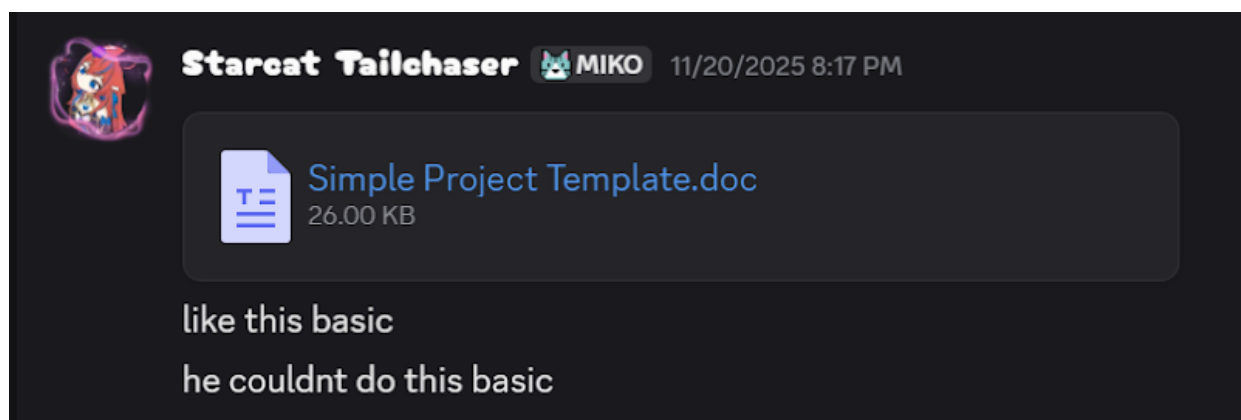 Starcat Tailchaser MIKO 11/20/2025 8:17 PM
Simple Project Template.doc
26.00 KB
like this basic
he couldnt do this basic